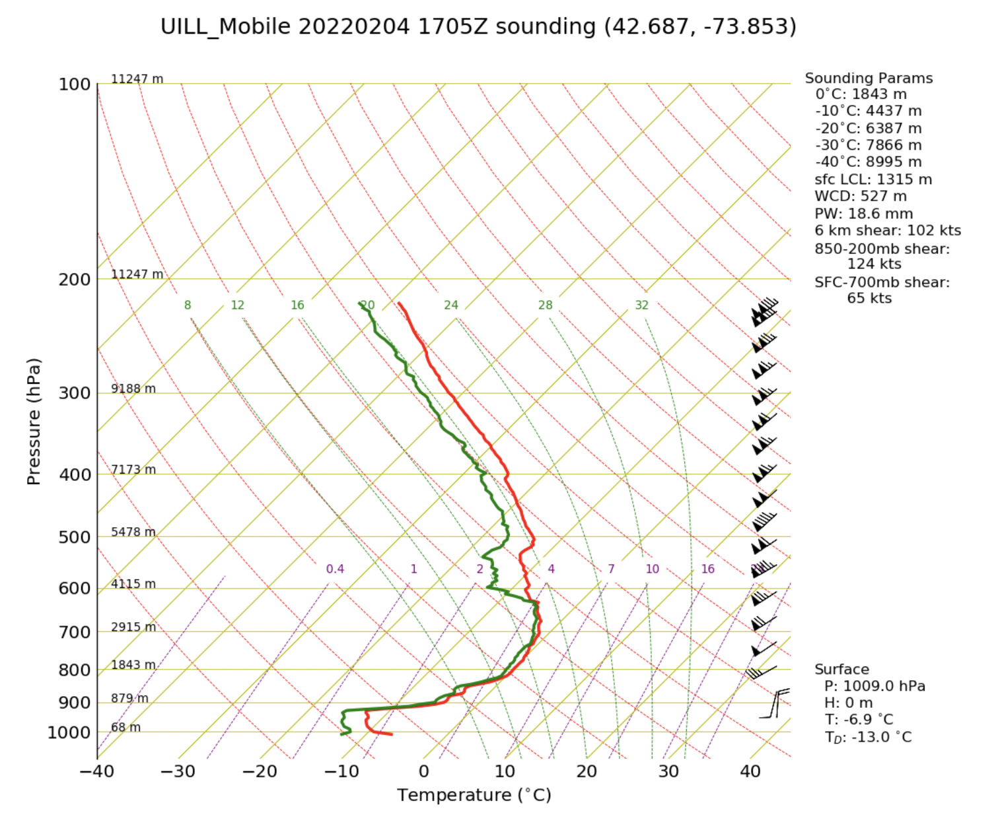 UILL_Mobile 20220204 1705Z sounding (42.687, -73.853)
Sounding Params
0°C: 1843 m
-10°C: 4437 m
-20°C: 6387 m
-30°C: 7866 m
-40°C: 8995 m
sfc LCL: 1315 m
WCD: 527 m
PW: 18.6 mm
6 km shear: 102 kts
850-200mb shear:
124 kts
SFC-700mb shear:
65 kts
100 11247 m
200 11247 m
8 12 16 20 24 28 32
300 9188 m
400 7173 m
500 5478 m
0.4 1 2 4 7 10 16
600 4115 m
700 2915 m
800 1843 m
900 879 m
1000 68 m
Pressure (hPa)
Surface
P: 1009.0 hPa
H: 0 m
T: -6.9 °C
TD: -13.0 °C
−40 −30 −20 −10 0 10 20 30 40
Temperature (°C)